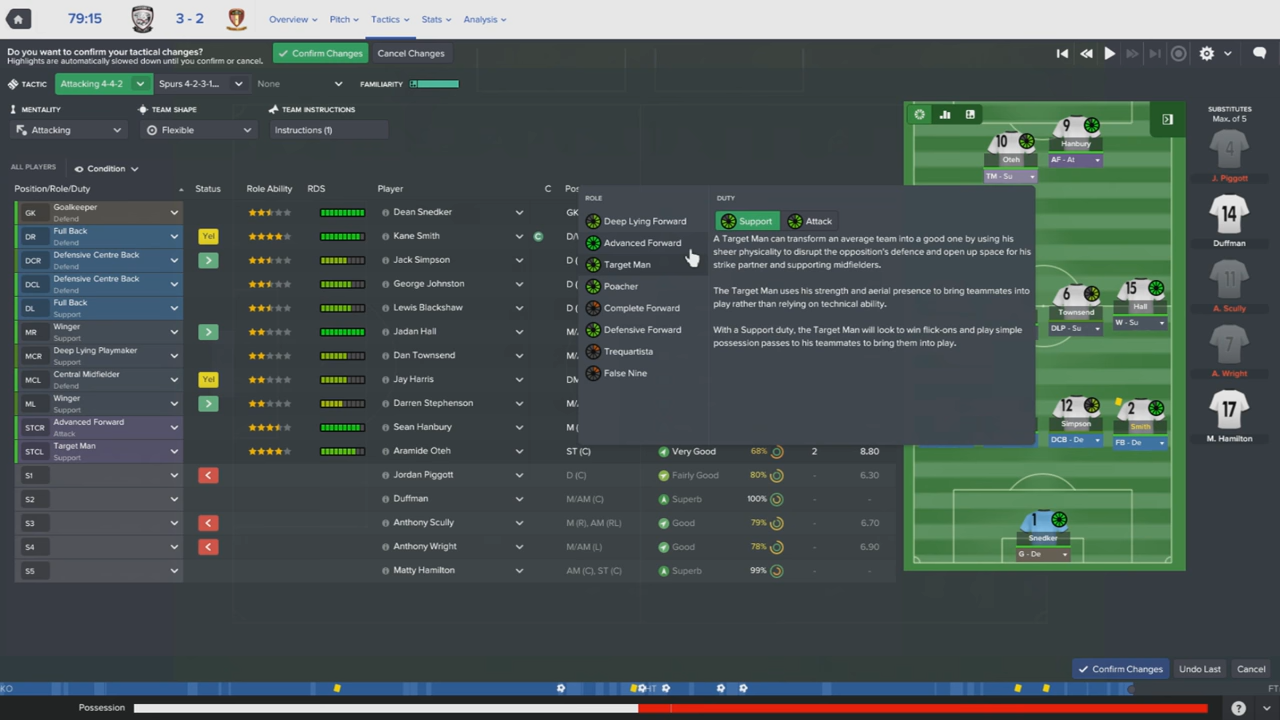 79:15
3 - 2
Overview
Pitch
Tactics
Stats
Analysis
Do you want to confirm your tactical changes?
Highlights are automatically slowed down until you confirm or cancel.
Confirm Changes
Cancel Changes
TACTIC
Attacking 4-4-2
Spurs 4-2-3-1...
None
FAMILIARITY
MENTALITY
TEAM SHAPE
TEAM INSTRUCTIONS
Attacking
Flexible
Instructions (1)
ALL PLAYERS
Condition
Position/Role/Duty
Status
Role Ability
RDS
Player
C
Pos
GK Goalkeeper Defend Dean Snedker GK
DR Full Back Defend Yel Kane Smith C D/
DCR Defensive Centre Back Defend Jack Simpson D (
DCL Defensive Centre Back Defend George Johnston D (
DL Full Back Support Lewis Blackshaw D (
MR Winger Support Jadan Hall M/
MCR Deep Lying Playmaker Support Dan Townsend M/
MCL Central Midfielder Defend Yel Jay Harris DM
ML Winger Support Darren Stephenson M/
STCR Advanced Forward Attack Sean Hanbury M (
STCL Target Man Support Aramide Oteh ST (C) Very Good 68% 2 8.80
S1 Jordan Piggott D (C) Fairly Good 80% - 6.30
S2 Duffman M/AM (C) Superb 100% -
S3 Anthony Scully M (R), AM (RL) Good 79% - 6.70
S4 Anthony Wright M/AM (L) Good 78% - 6.90
S5 Matty Hamilton AM (C), ST (C) Superb 99% -
ROLE
Deep Lying Forward
Advanced Forward
Target Man
Poacher
Complete Forward
Defensive Forward
Trequartista
False Nine
DUTY
Support
Attack
A Target Man can transform an average team into a good one by using his
sheer physicality to disrupt the opposition's defence and open up space for his
strike partner and supporting midfielders.
The Target Man uses his strength and aerial presence to bring teammates into
play rather than relying on technical ability.
With a Support duty, the Target Man will look to win flick-ons and play simple
possession passes to his teammates to bring them into play.
10
Oteh
TM - Su
9
Hanbury
AF - At
6
Townsend
DLP - Su
15
Hall
W - Su
12
Simpson
DCB - De
2
Smith
FB - De
1
Snedker
G - De
SUBSTITUTES
Max. of 5
4
J. Piggott
14
Duffman
11
A. Scully
7
A. Wright
17
M. Hamilton
Confirm Changes
Undo Last
Cancel
KO
HT
FT
Possession